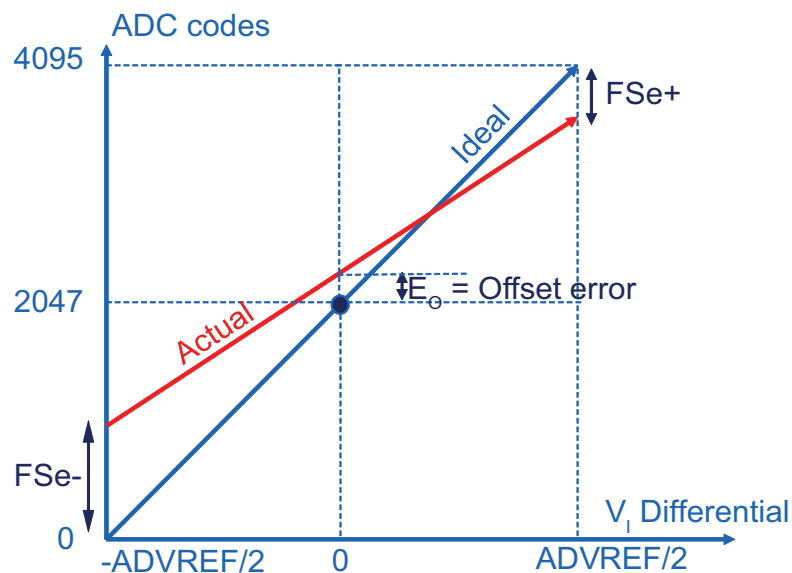 ADC codes
4095
FSe+
Ideal
2047
E_O = Offset error
Actual
FSe-
0
V_I Differential
-ADVREF/2
0
ADVREF/2